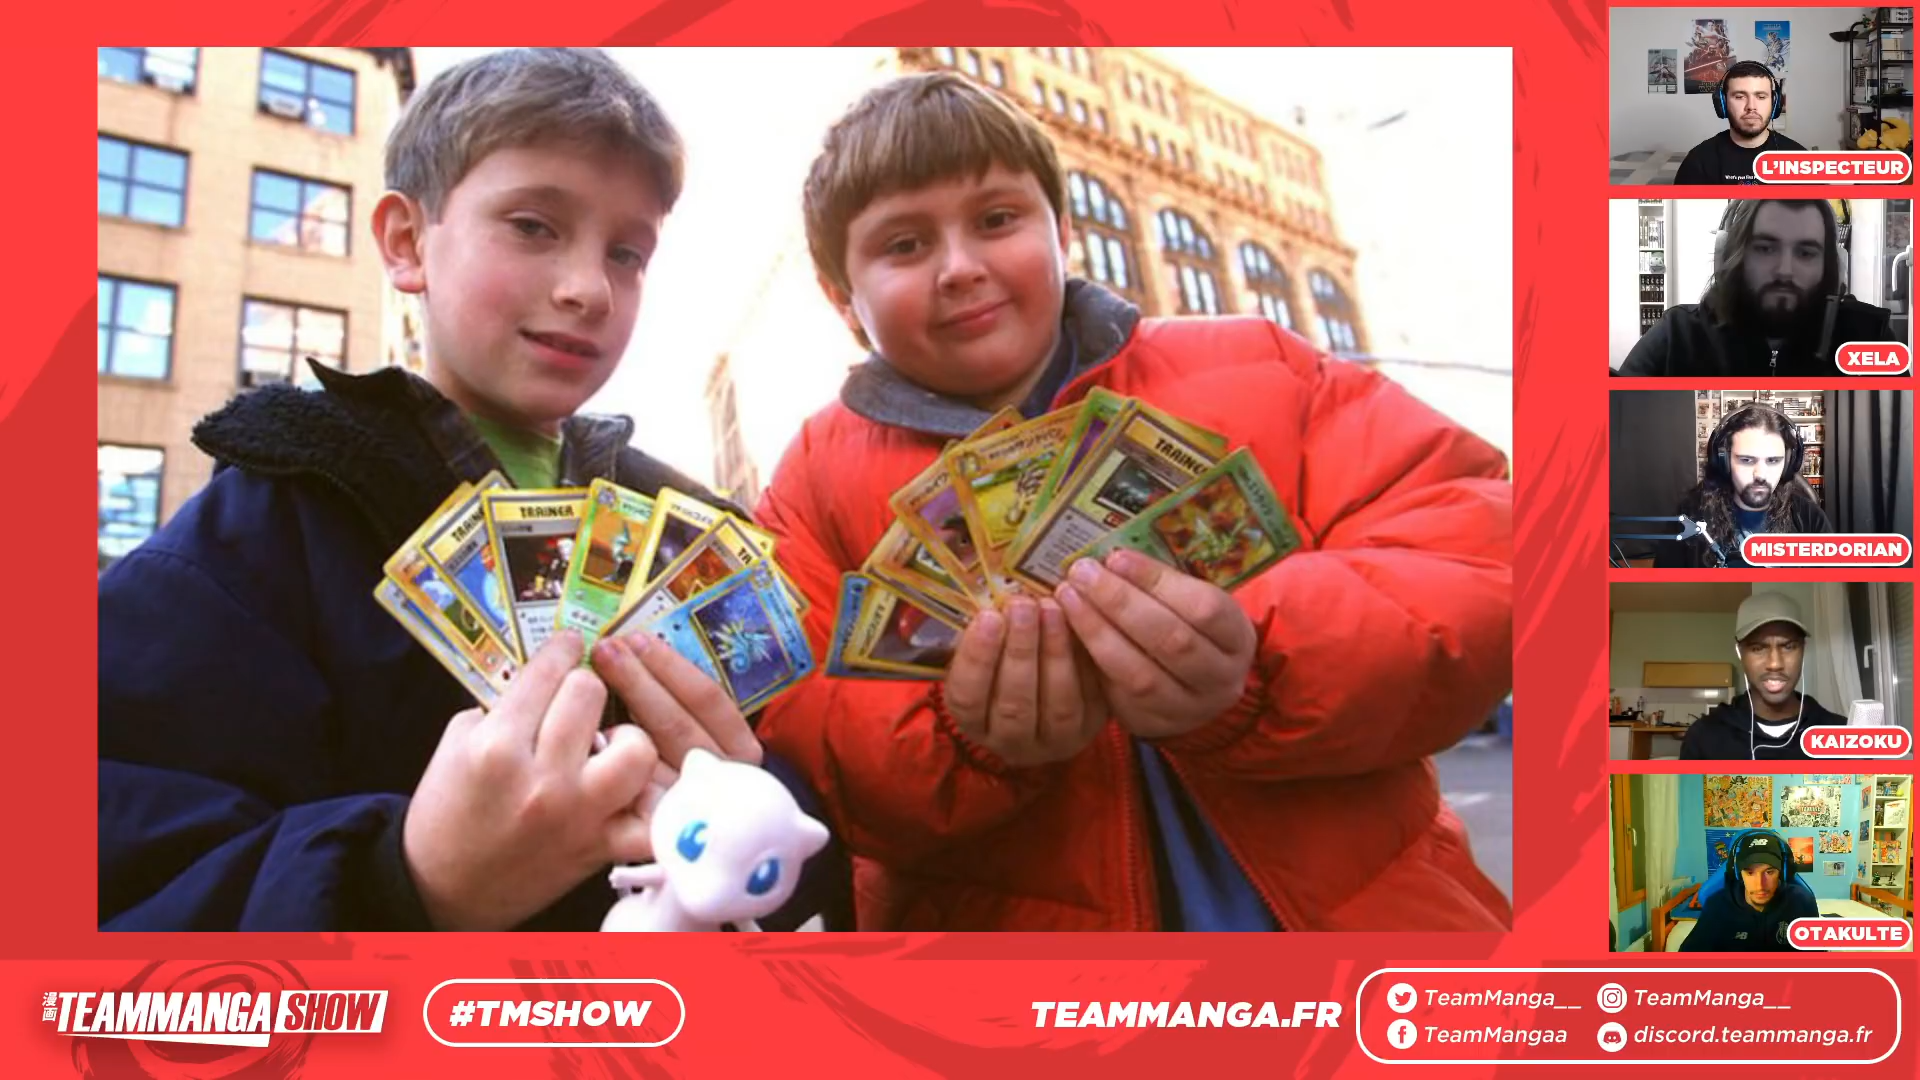 TRAINER
TRAINER
TRAINER
L'INSPECTEUR
XELA
MISTERDORIAN
KAIZOKU
OTAKULTE
漫画 TEAMMANGA SHOW
#TMSHOW
TEAMMANGA.FR
TeamManga__
TeamManga__
TeamMangaa
discord.teammanga.fr